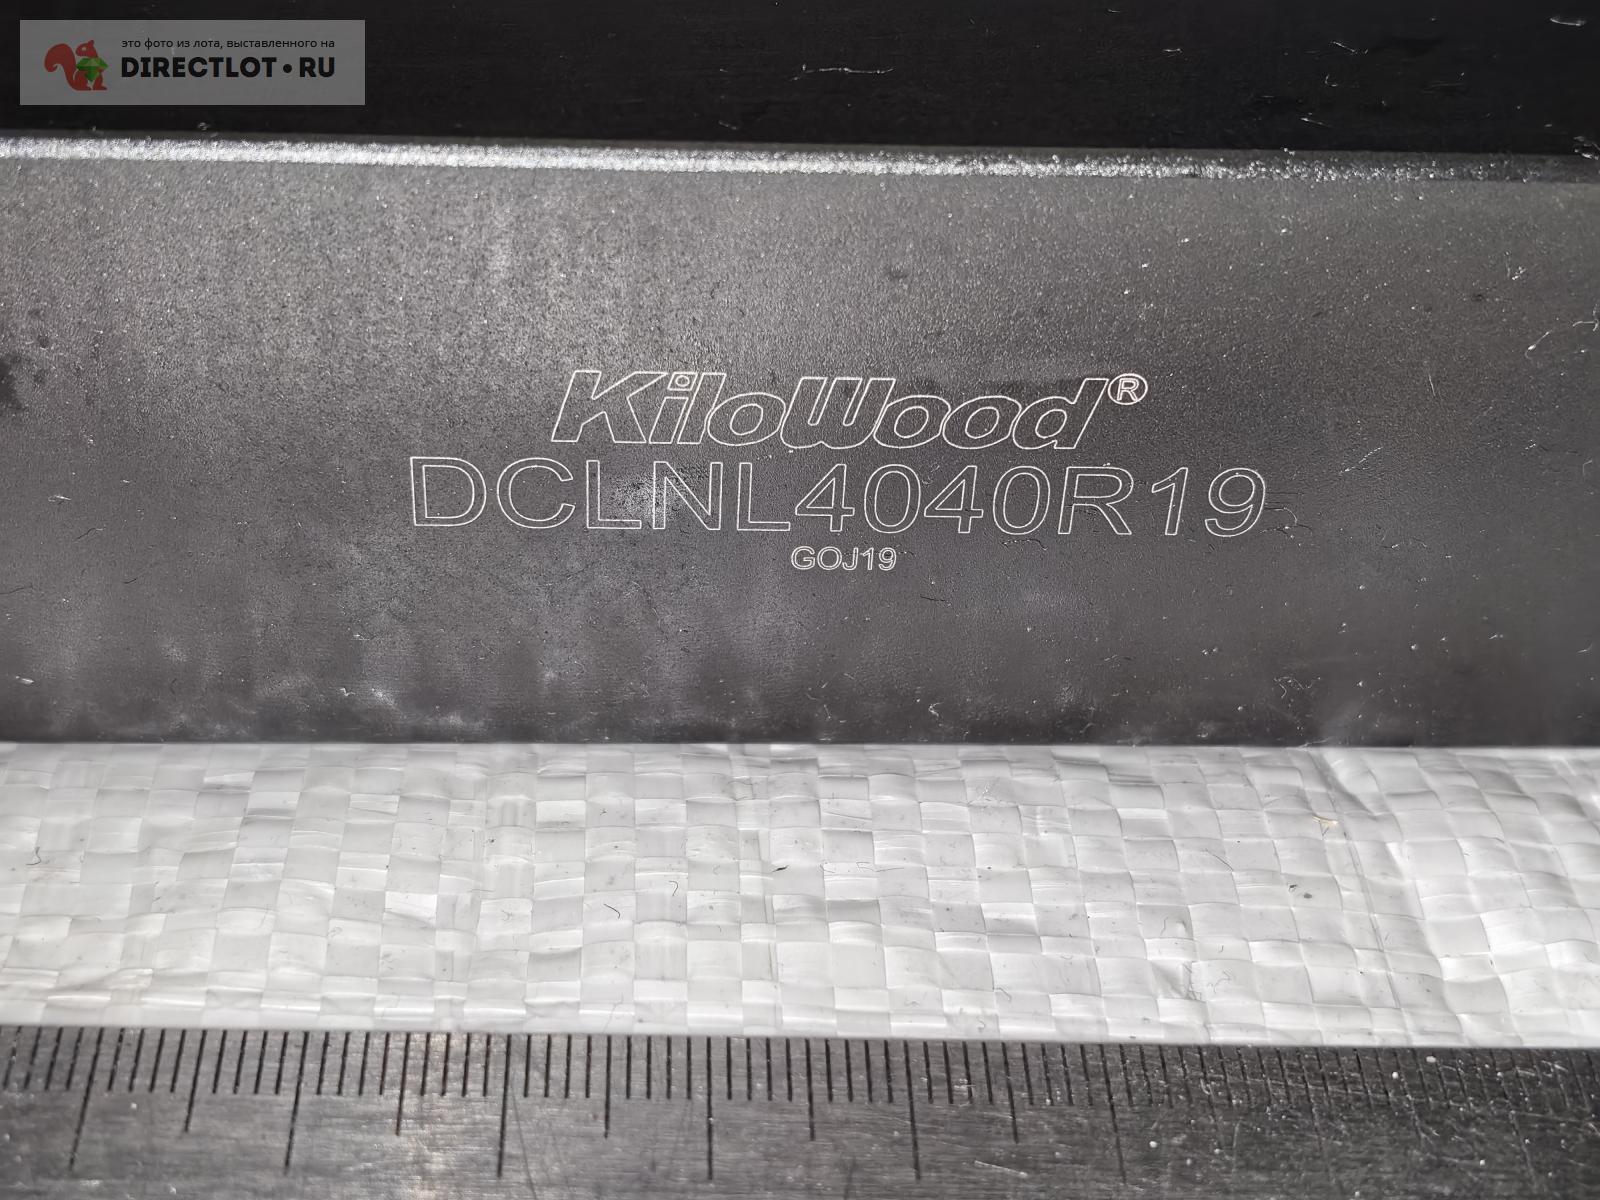 это фото из лота, выставленного на
DIRECTLOT•RU
KiloWood®
DCLNL4040R19
GOJ19